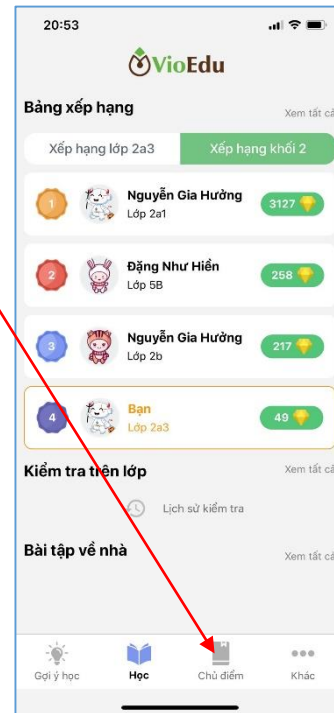 20:53
VioEdu
Bảng xếp hạng
Xem tất cả
Xếp hạng lớp 2a3
Xếp hạng khối 2
1
Nguyễn Gia Hưởng
Lớp 2a1
3127
2
Đặng Như Hiền
Lớp 5B
258
3
Nguyễn Gia Hưởng
Lớp 2b
217
4
Bạn
Lớp 2a3
49
Kiểm tra trên lớp
Xem tất cả
Lịch sử kiểm tra
Bài tập về nhà
Xem tất cả
Gợi ý học
Học
Chủ điểm
Khác